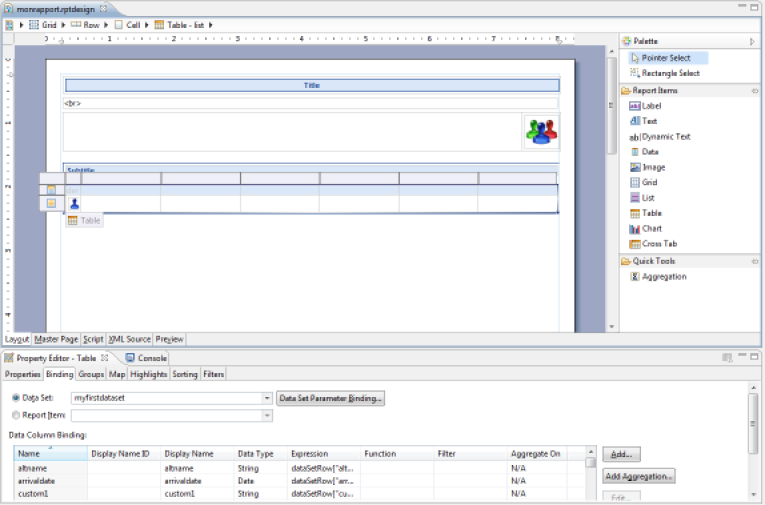 monrapport.rptdesign
Grid Row Cell Table - list
0 1 2 3 4 5 6 7 8
Palette
Pointer Select
Rectangle Select
Report Items
Label
Text
Dynamic Text
Data
Image
Grid
List
Table
Chart
Cross Tab
Quick Tools
Aggregation
Title
<br>
Subtitle
<br>
Table
Layout Master Page Script XML Source Preview
Property Editor - Table Console
Properties Binding Groups Map Highlights Sorting Filters
Data Set: myfirstdataset Data Set Parameter Binding...
Report Item:
Data Column Binding:
Name Display Name ID Display Name Data Type Expression Function Filter Aggregate On
altname altname String dataSetRow["alt... N/A
arrivaldate arrivaldate Date dataSetRow["arr... N/A
custom1 custom1 String dataSetRow["cu... N/A
Add...
Add Aggregation...
Edit...